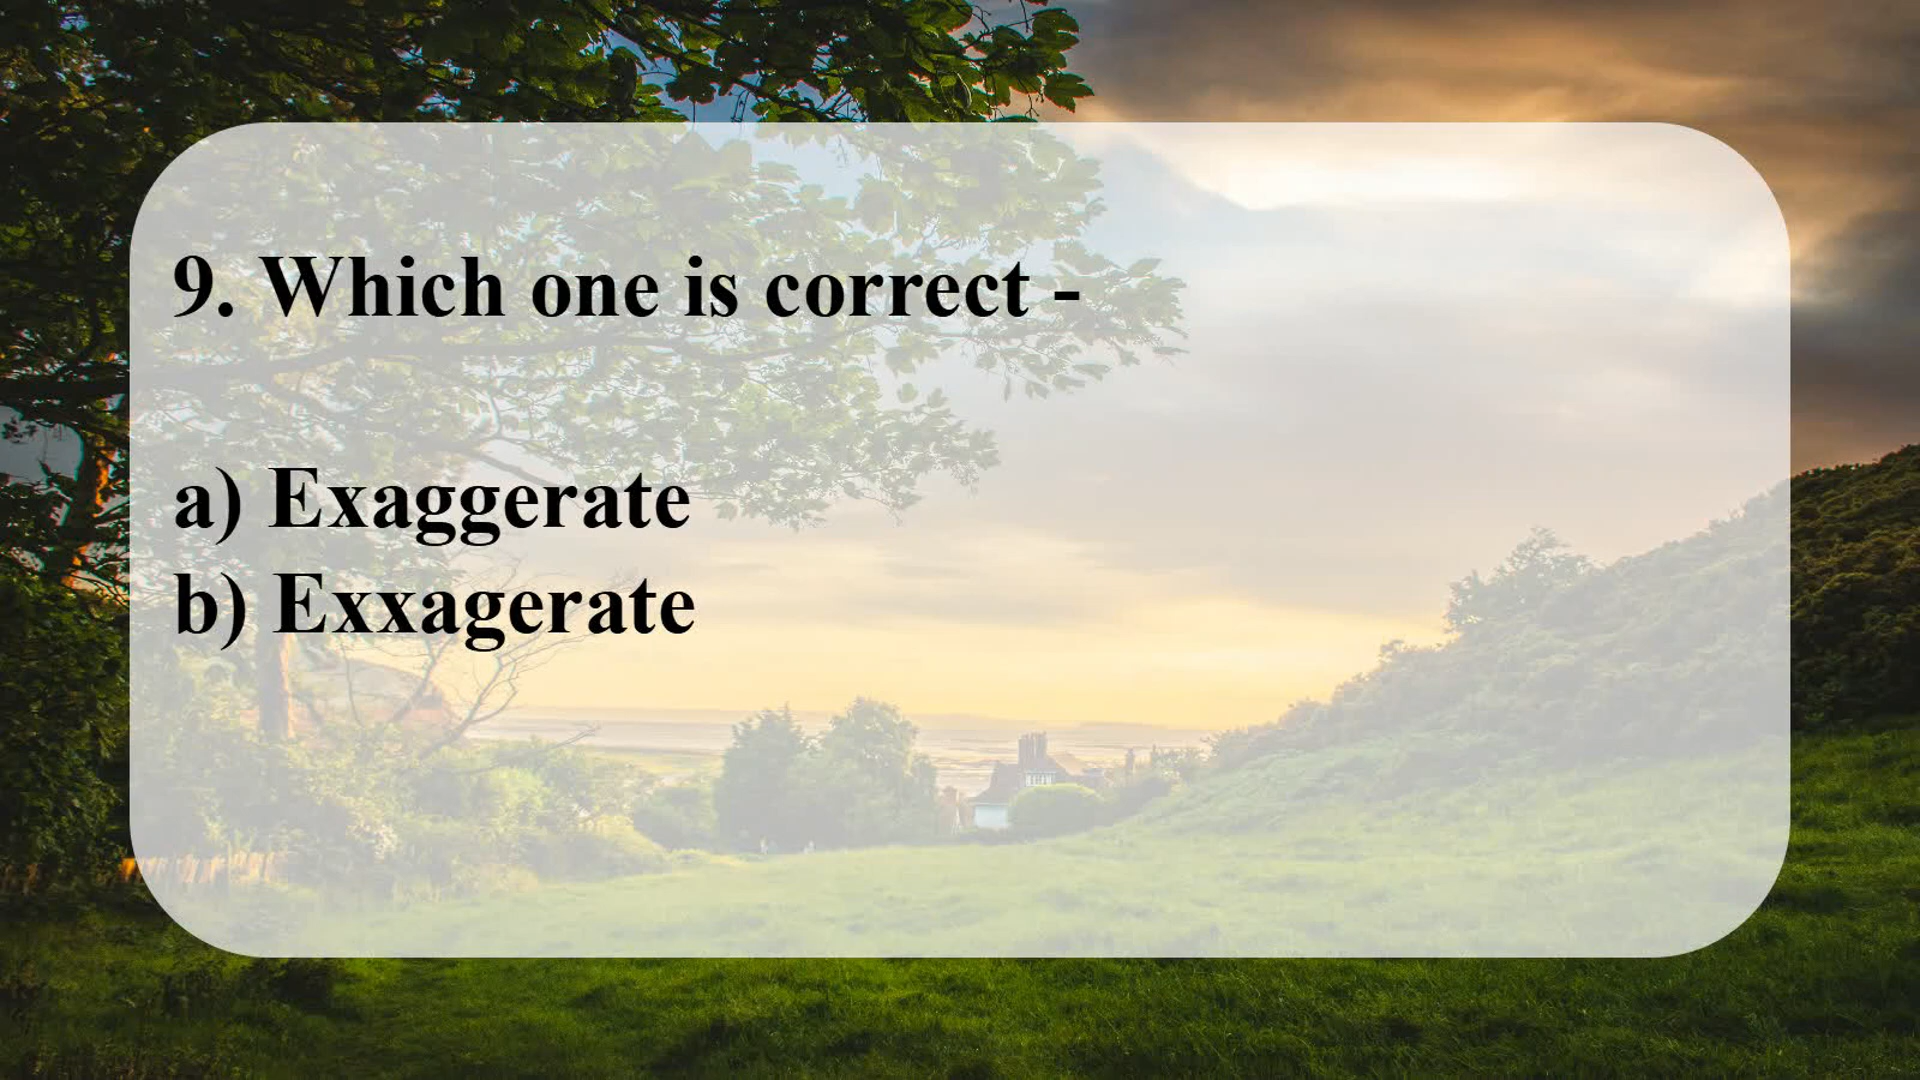 9. Which one is correct -
a) Exaggerate
b) Exxagerate